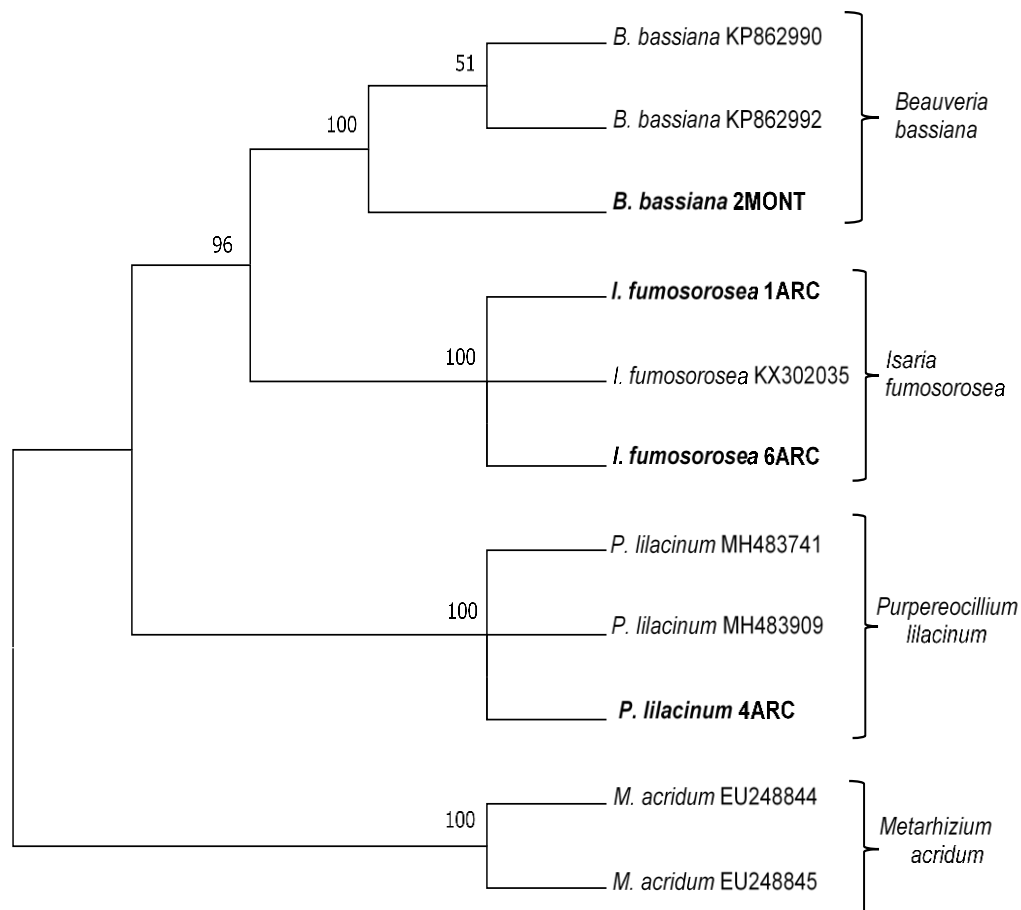 B. bassiana KP862990
51
Beauveria
bassiana
B. bassiana KP862992
100
B. bassiana 2MONT
96
I. fumosorosea 1ARC
100
I. fumosorosea KX302035
Isaria
fumosorosea
I. fumosorosea 6ARC
P. lilacinum MH483741
100
P. lilacinum MH483909
Purpereocillium
lilacinum
P. lilacinum 4ARC
M. acridum EU248844
100
Metarhizium
acridum
M. acridum EU248845